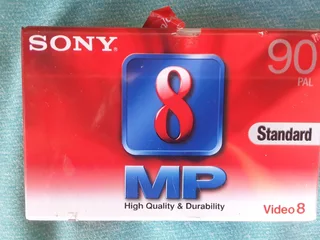 SONY
90
PAL
8
Standard
MP
High Quality & Durability
Video 8